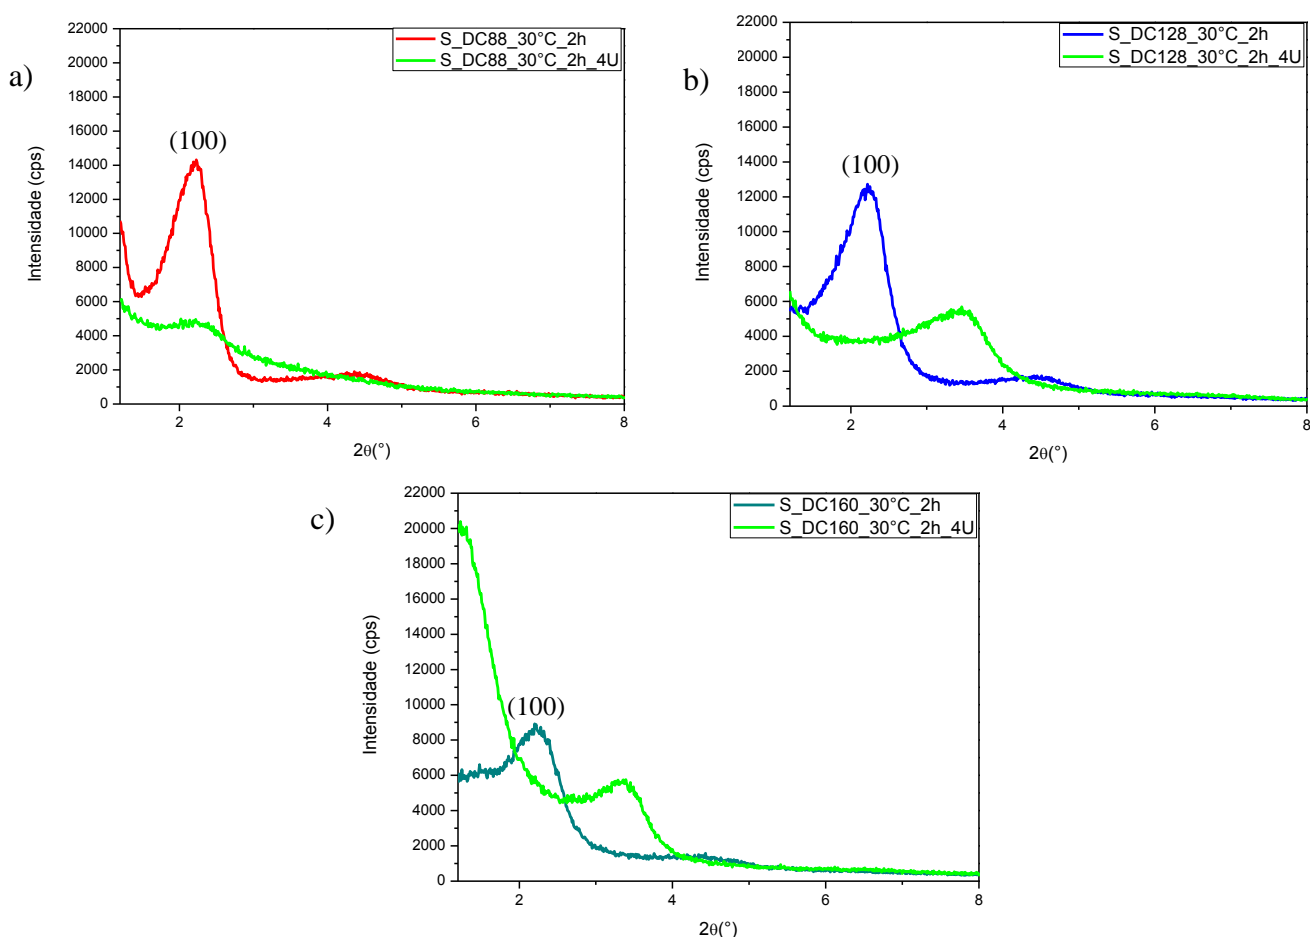 a)
22000
20000
18000
16000
14000
12000
10000
8000
6000
4000
2000
0
Intensidade (cps)
S_DC88_30°C_2h
S_DC88_30°C_2h_4U
(100)
2 4 6 8
2θ(°)
b)
22000
20000
18000
16000
14000
12000
10000
8000
6000
4000
2000
0
Intensidade (cps)
S_DC128_30°C_2h
S_DC128_30°C_2h_4U
(100)
2 4 6 8
2θ(°)
c)
22000
20000
18000
16000
14000
12000
10000
8000
6000
4000
2000
0
Intensidade (cps)
S_DC160_30°C_2h
S_DC160_30°C_2h_4U
(100)
2 4 6 8
2θ(°)